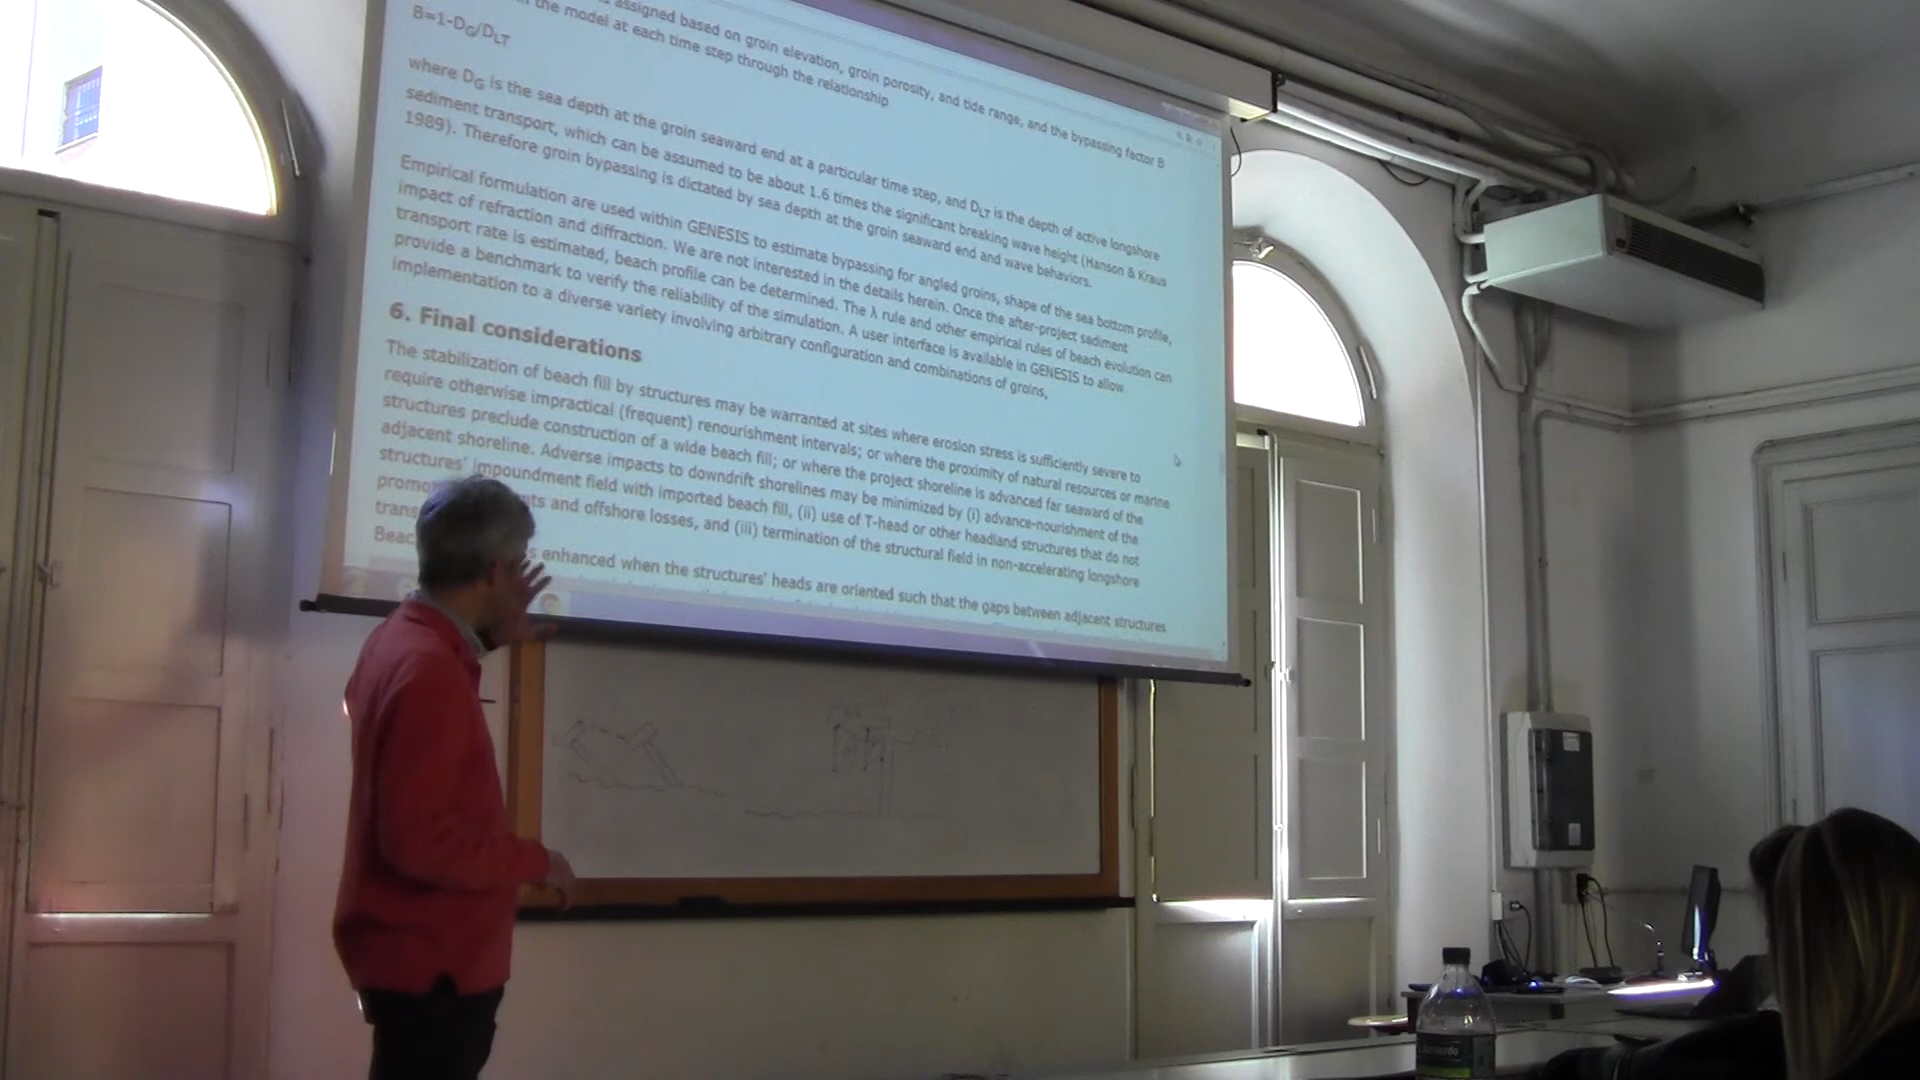 assigned based on groin elevation, groin porosity, and tide range, and the bypassing factor B
the model at each time step through the relationship
B=1-DG/DLT
where DG is the sea depth at the groin seaward end at a particular time step, and DLT is the depth of active longshore
sediment transport, which can be assumed to be about 1.6 times the significant breaking wave height (Hanson & Kraus
1989). Therefore groin bypassing is dictated by sea depth at the groin seaward end and wave behaviors.
Empirical formulation are used within GENESIS to estimate bypassing for angled groins, shape of the sea bottom profile,
impact of refraction and diffraction. We are not interested in the details herein. Once the after-project sediment
transport rate is estimated, beach profile can be determined. The λ rule and other empirical rules of beach evolution can
provide a benchmark to verify the reliability of the simulation. A user interface is available in GENESIS to allow
implementation to a diverse variety involving arbitrary configuration and combinations of groins,
6. Final considerations
The stabilization of beach fill by structures may be warranted at sites where erosion stress is sufficiently severe to
require otherwise impractical (frequent) renourishment intervals; or where the proximity of natural resources or marine
structures preclude construction of a wide beach fill; or where the project shoreline is advanced far seaward of the
adjacent shoreline. Adverse impacts to downdrift shorelines may be minimized by (i) advance-nourishment of the
structures' impoundment field with imported beach fill, (ii) use of T-head or other headland structures that do not
and offshore losses, and (iii) termination of the structural field in non-accelerating longshore
enhanced when the structures' heads are oriented such that the gaps between adjacent structures